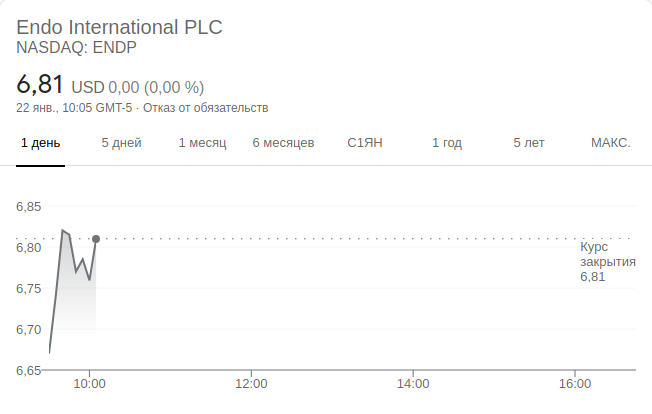 Endo International PLC
NASDAQ: ENDP
6,81 USD 0,00 (0,00 %)
22 янв., 10:05 GMT-5 · Отказ от обязательств
1 день 5 дней 1 месяц 6 месяцев С1ЯН 1 год 5 лет МАКС.
6,85
6,80
6,75
6,70
6,65
Курс
закрытия
6,81
10:00 12:00 14:00 16:00